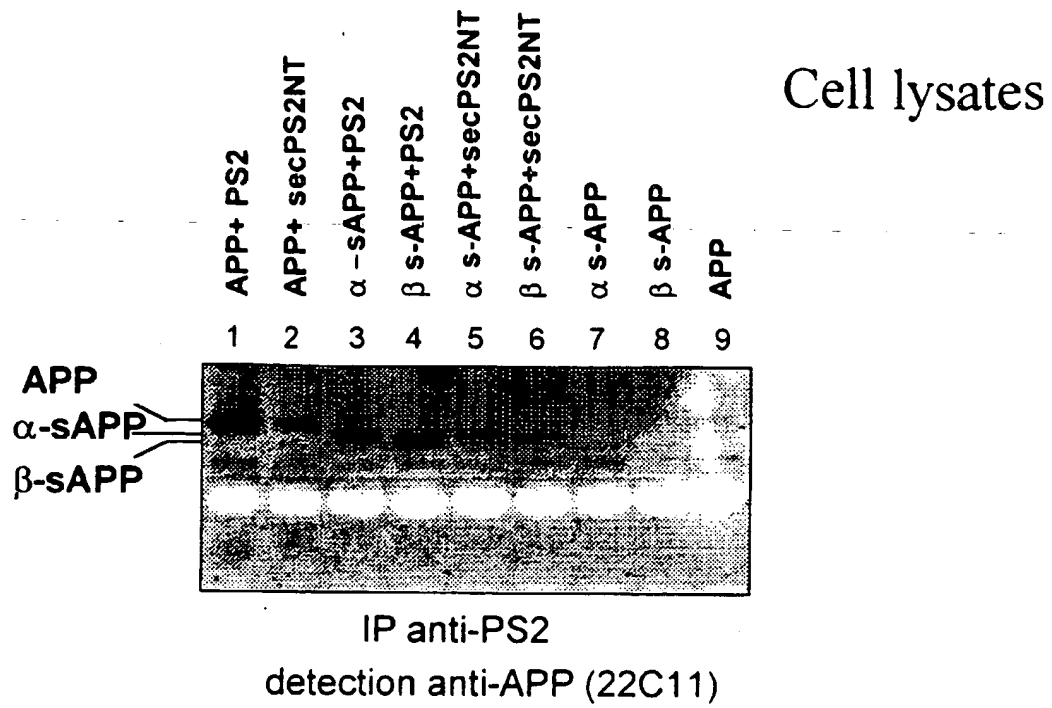 Cell lysates
APP+ PS2
APP+ secPS2NT
α –sAPP+PS2
β s-APP+PS2
α s-APP+secPS2NT
β s-APP+secPS2NT
α s-APP
β s-APP
APP
1 2 3 4 5 6 7 8 9
APP
α-sAPP
β-sAPP
IP anti-PS2
detection anti-APP (22C11)